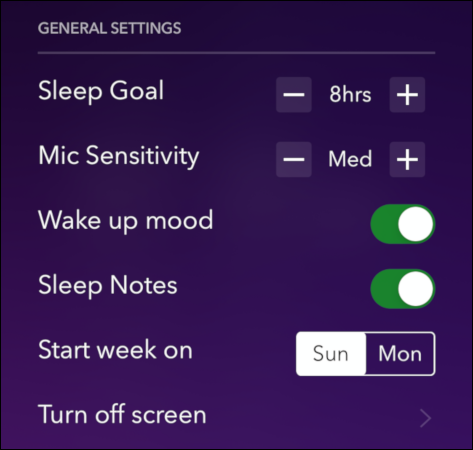 GENERAL SETTINGS
Sleep Goal − 8hrs +
Mic Sensitivity − Med +
Wake up mood
Sleep Notes
Start week on Sun Mon
Turn off screen >